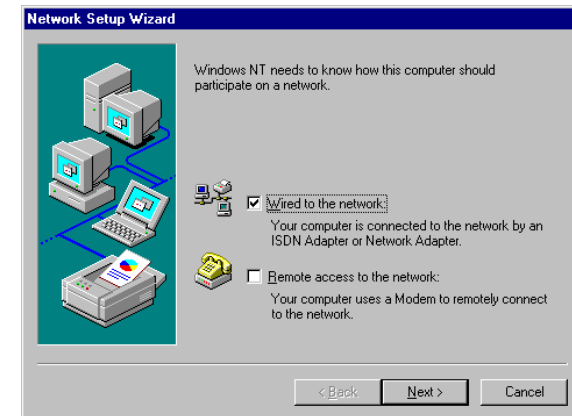 Network Setup Wizard
Windows NT needs to know how this computer should
participate on a network.
Wired to the network:
Your computer is connected to the network by an
ISDN Adapter or Network Adapter.
Remote access to the network:
Your computer uses a Modem to remotely connect
to the network.
< Back
Next >
Cancel